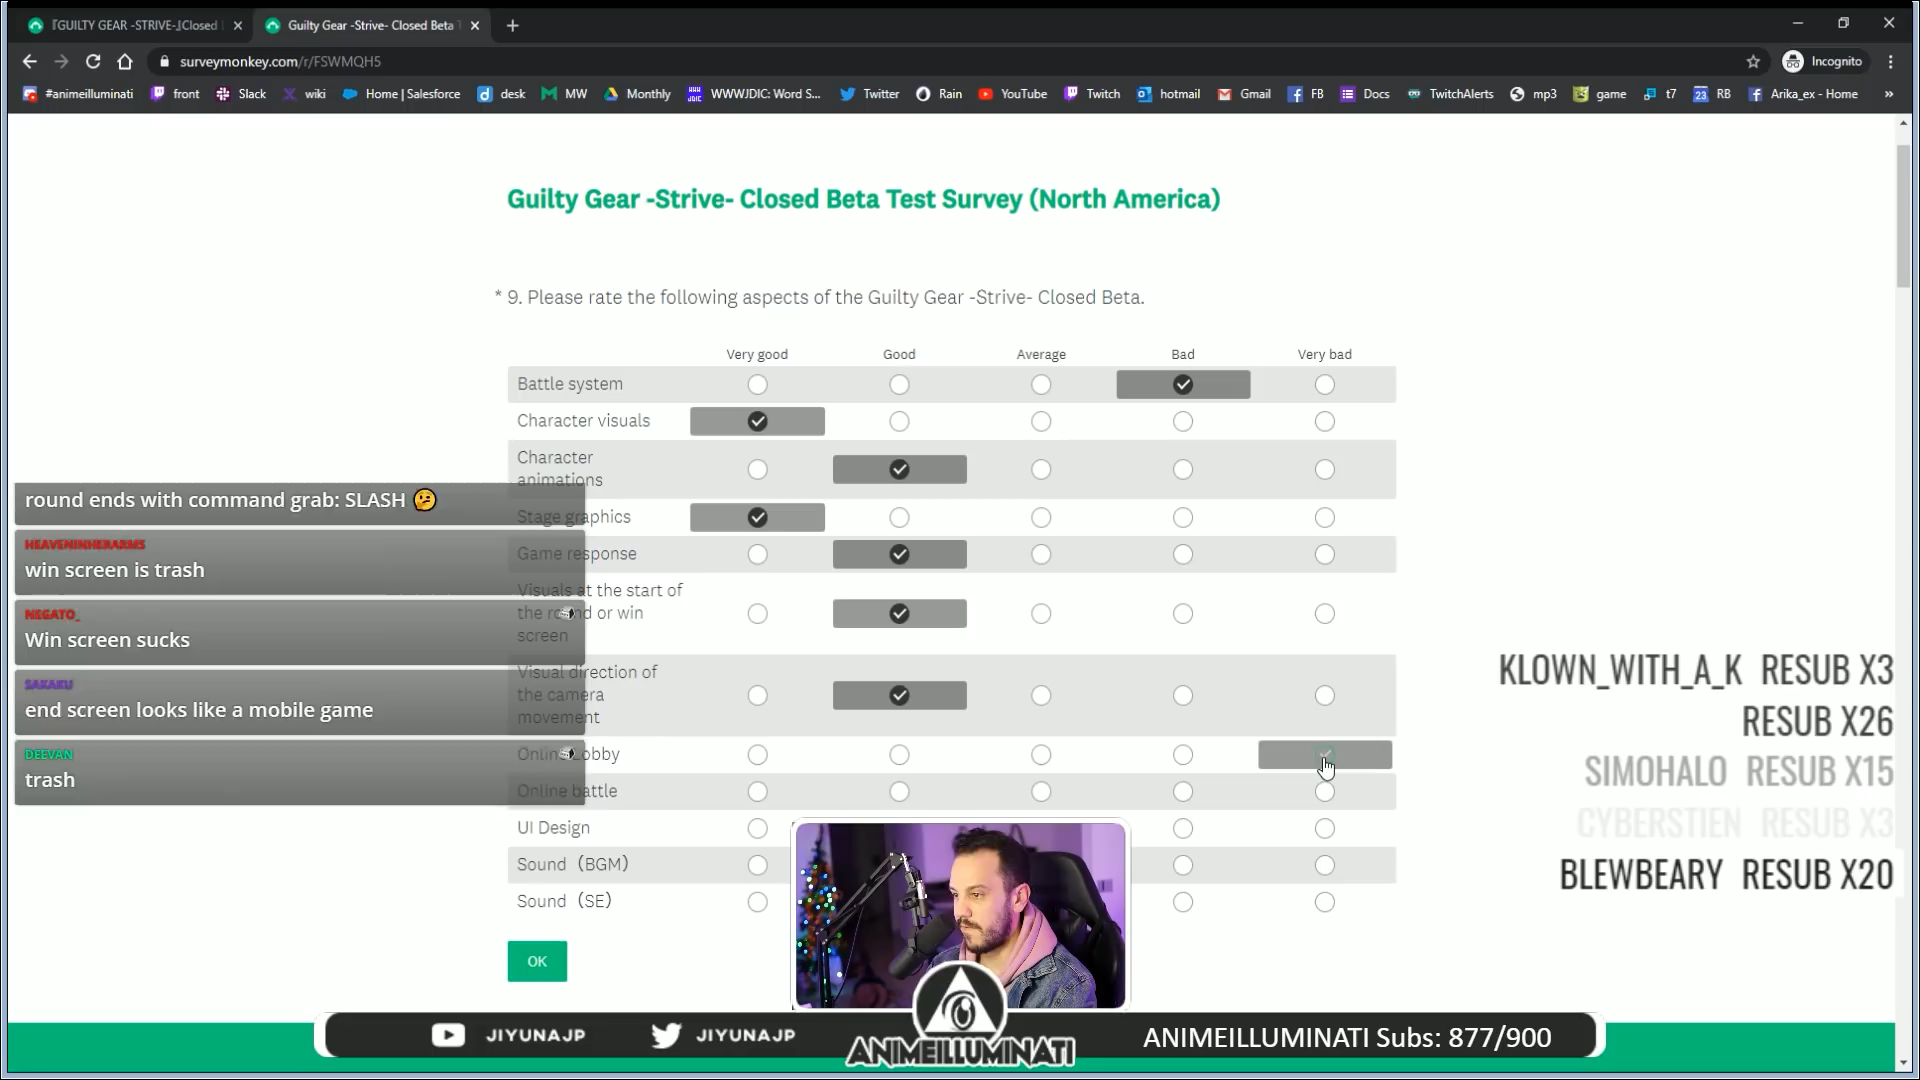 『GUILTY GEAR -STRIVE-』Closed
Guilty Gear -Strive- Closed Beta
surveymonkey.com/r/FSWMQH5
Incognito
#animeilluminati
front
Slack
wiki
Home | Salesforce
desk
MW
Monthly
WWWJDIC: Word S...
Twitter
Rain
YouTube
Twitch
hotmail
Gmail
FB
Docs
TwitchAlerts
mp3
game
t7
23
RB
Arika_ex - Home
Guilty Gear -Strive- Closed Beta Test Survey (North America)
* 9. Please rate the following aspects of the Guilty Gear -Strive- Closed Beta.
Very good Good Average Bad Very bad
Battle system
Character visuals
Character
animations
Stage graphics
Game response
Visuals at the start of
the round or win
screen
Visual direction of
the camera
movement
Online Lobby
Online battle
UI Design
Sound（BGM）
Sound（SE）
OK
round ends with command grab: SLASH 🤔
HEAVENINHERARMS
win screen is trash
NEGATO_
Win screen sucks
SAKAKU
end screen looks like a mobile game
DEEVAN
trash
KLOWN_WITH_A_K RESUB X3
RESUB X26
SIMOHALO RESUB X15
CYBERSTIEN RESUB X3
BLEWBEARY RESUB X20
JIYUNAJP
JIYUNAJP
ANIMEILLUMINATI
ANIMEILLUMINATI Subs: 877/900